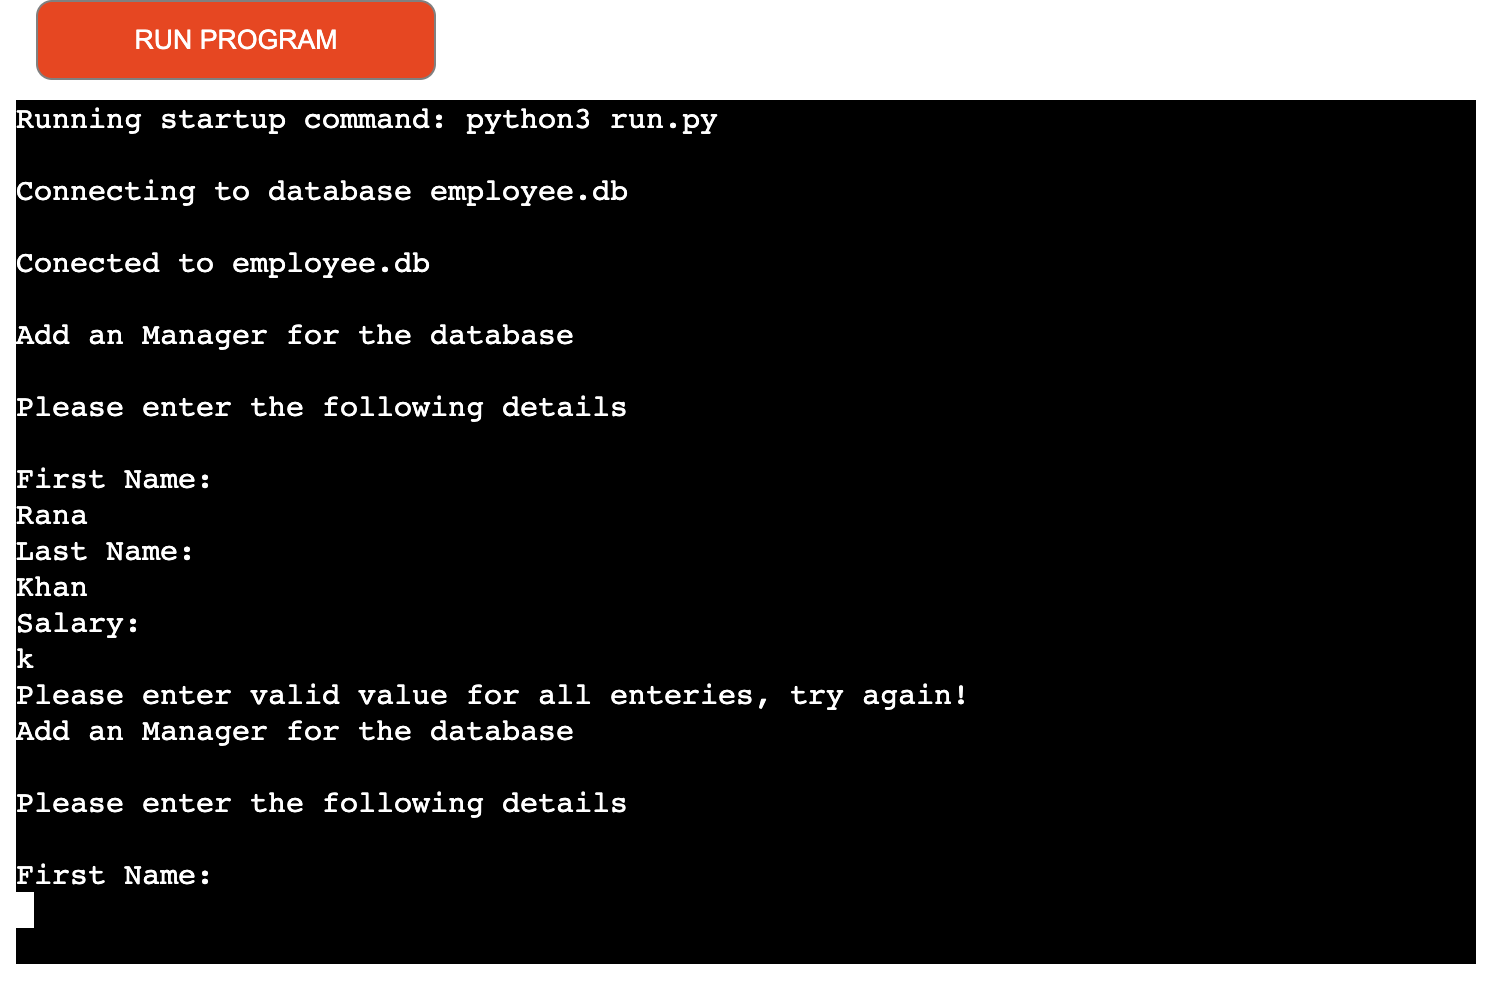 RUN PROGRAM
Running startup command: python3 run.py
Connecting to database employee.db
Conected to employee.db
Add an Manager for the database
Please enter the following details
First Name:
Rana
Last Name:
Khan
Salary:
k
Please enter valid value for all enteries, try again!
Add an Manager for the database
Please enter the following details
First Name: